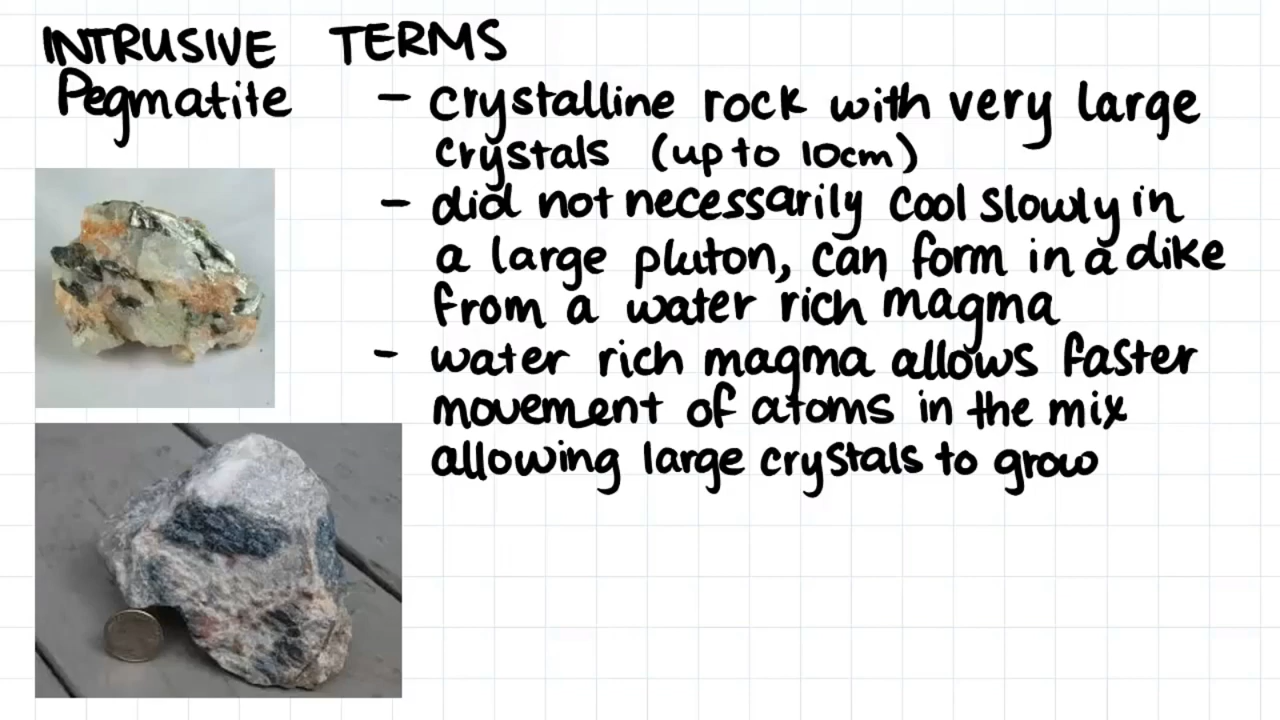 INTRUSIVE TERMS
Pegmatite
- crystalline rock with very large
crystals (up to 10cm)
- did not necessarily cool slowly in
a large pluton, can form in a dike
from a water rich magma
- water rich magma allows faster
movement of atoms in the mix
allowing large crystals to grow